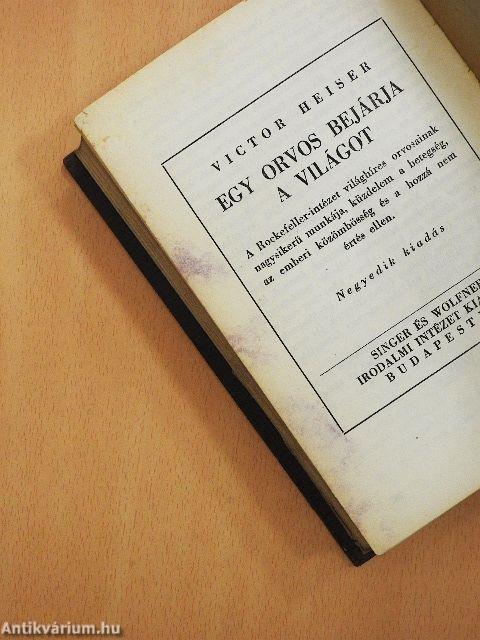 VICTOR HEISER
EGY ORVOS BEJÁRJA
A VILÁGOT
A Rockefeller-intézet világhíres orvosainak
nagysikerű munkája, küzdelem a betegség,
az emberi közömbösség és a hozzá nem
értés ellen.
Negyedik kiadás
SINGER ÉS WOLFNER
IRODALMI INTÉZET
BUDAPEST
Antikvárium.hu